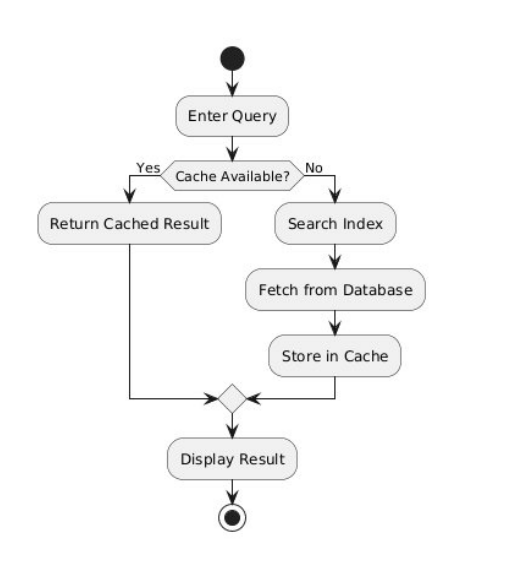 Enter Query
Yes
Cache Available?
No
Return Cached Result
Search Index
Fetch from Database
Store in Cache
Display Result